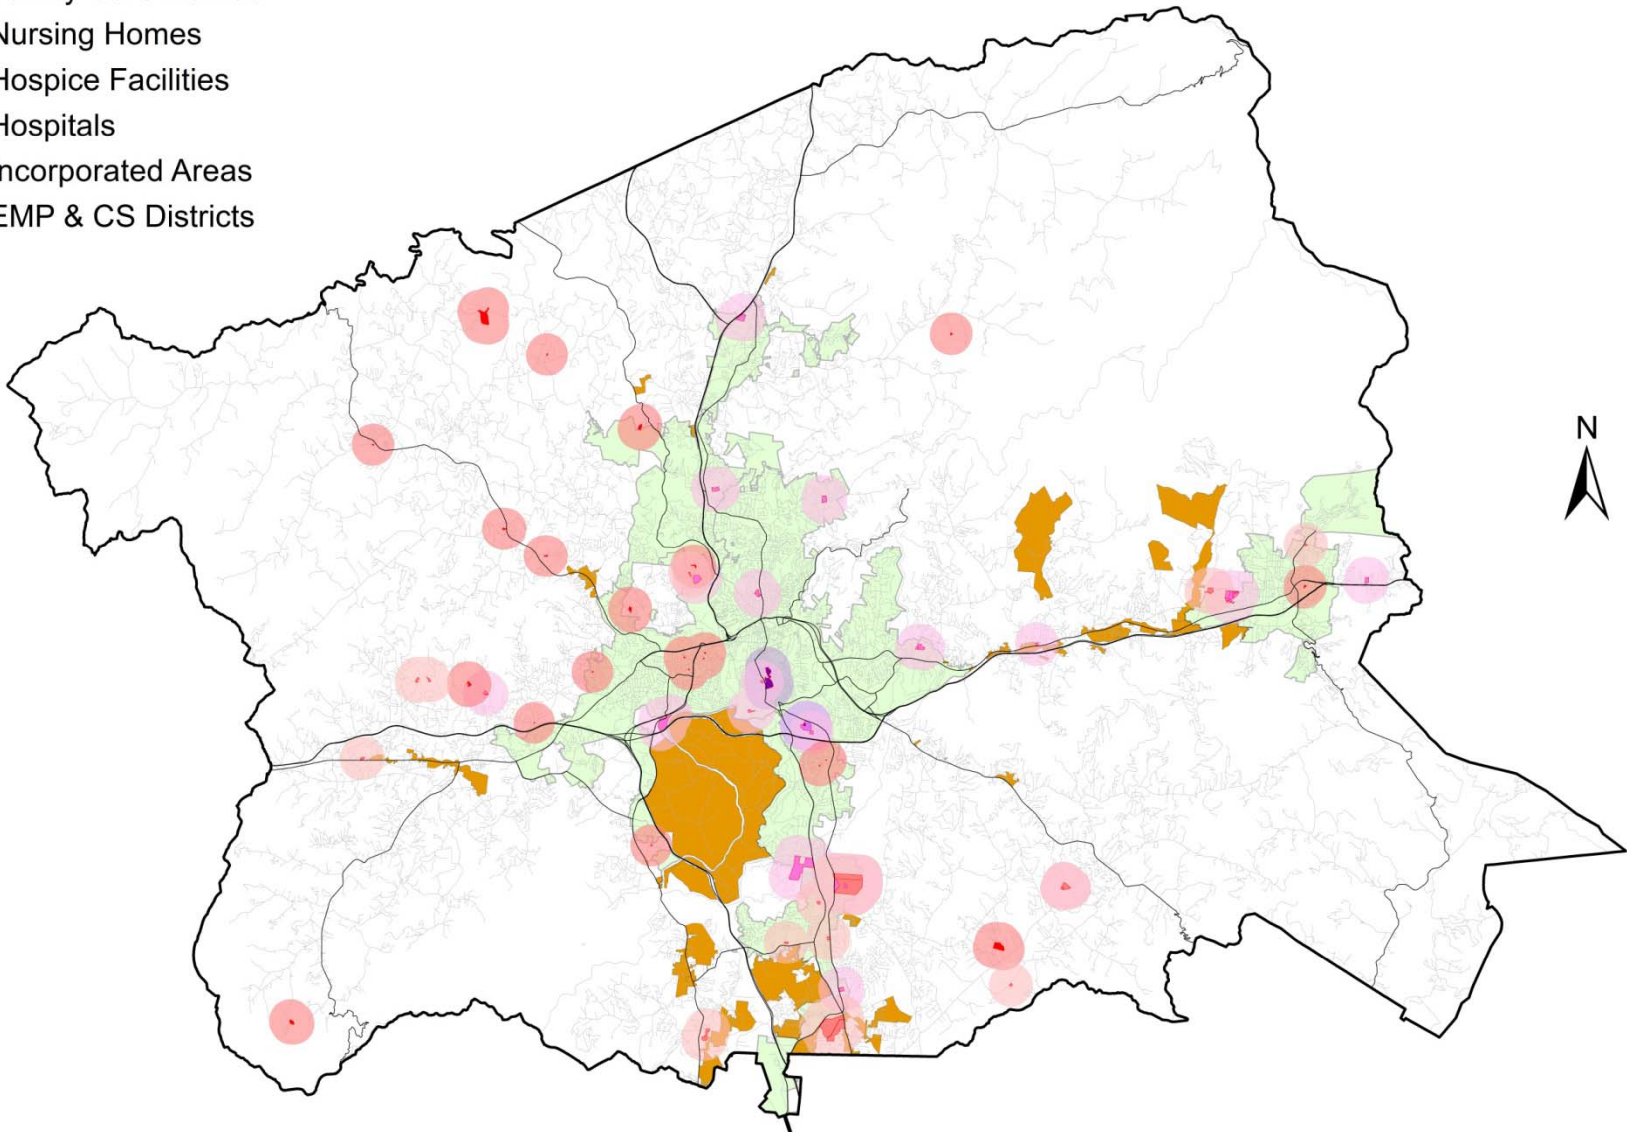 Nursing Homes
Hospice Facilities
Hospitals
Incorporated Areas
EMP & CS Districts
N